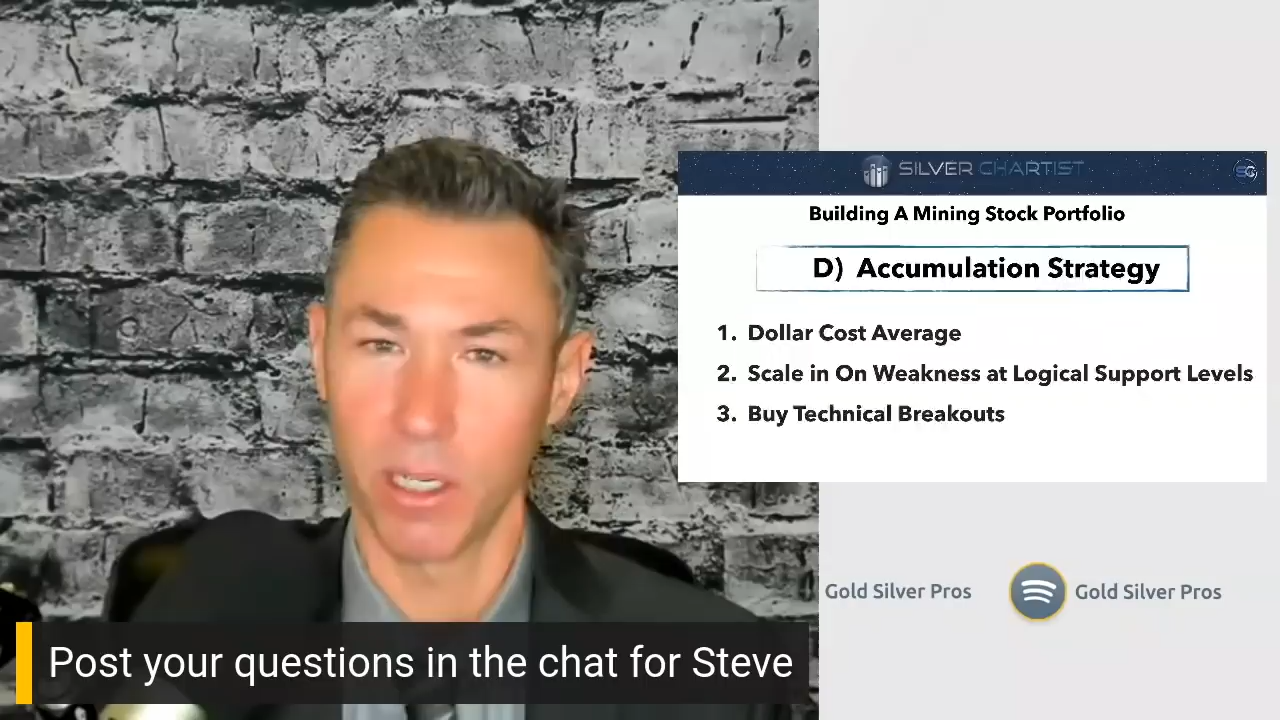 SILVER CHARTIST
Building A Mining Stock Portfolio
D) Accumulation Strategy
1. Dollar Cost Average
2. Scale in On Weakness at Logical Support Levels
3. Buy Technical Breakouts
Gold Silver Pros
Gold Silver Pros
Post your questions in the chat for Steve